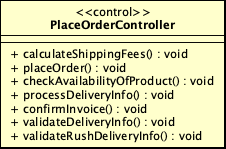 <<control>>
PlaceOrderController
+ calculateShippingFees() : void
+ placeOrder() : void
+ checkAvailabilityOfProduct() : void
+ processDeliveryInfo() : void
+ confirmInvoice() : void
+ validateDeliveryInfo() : void
+ validateRushDeliveryInfo() : void